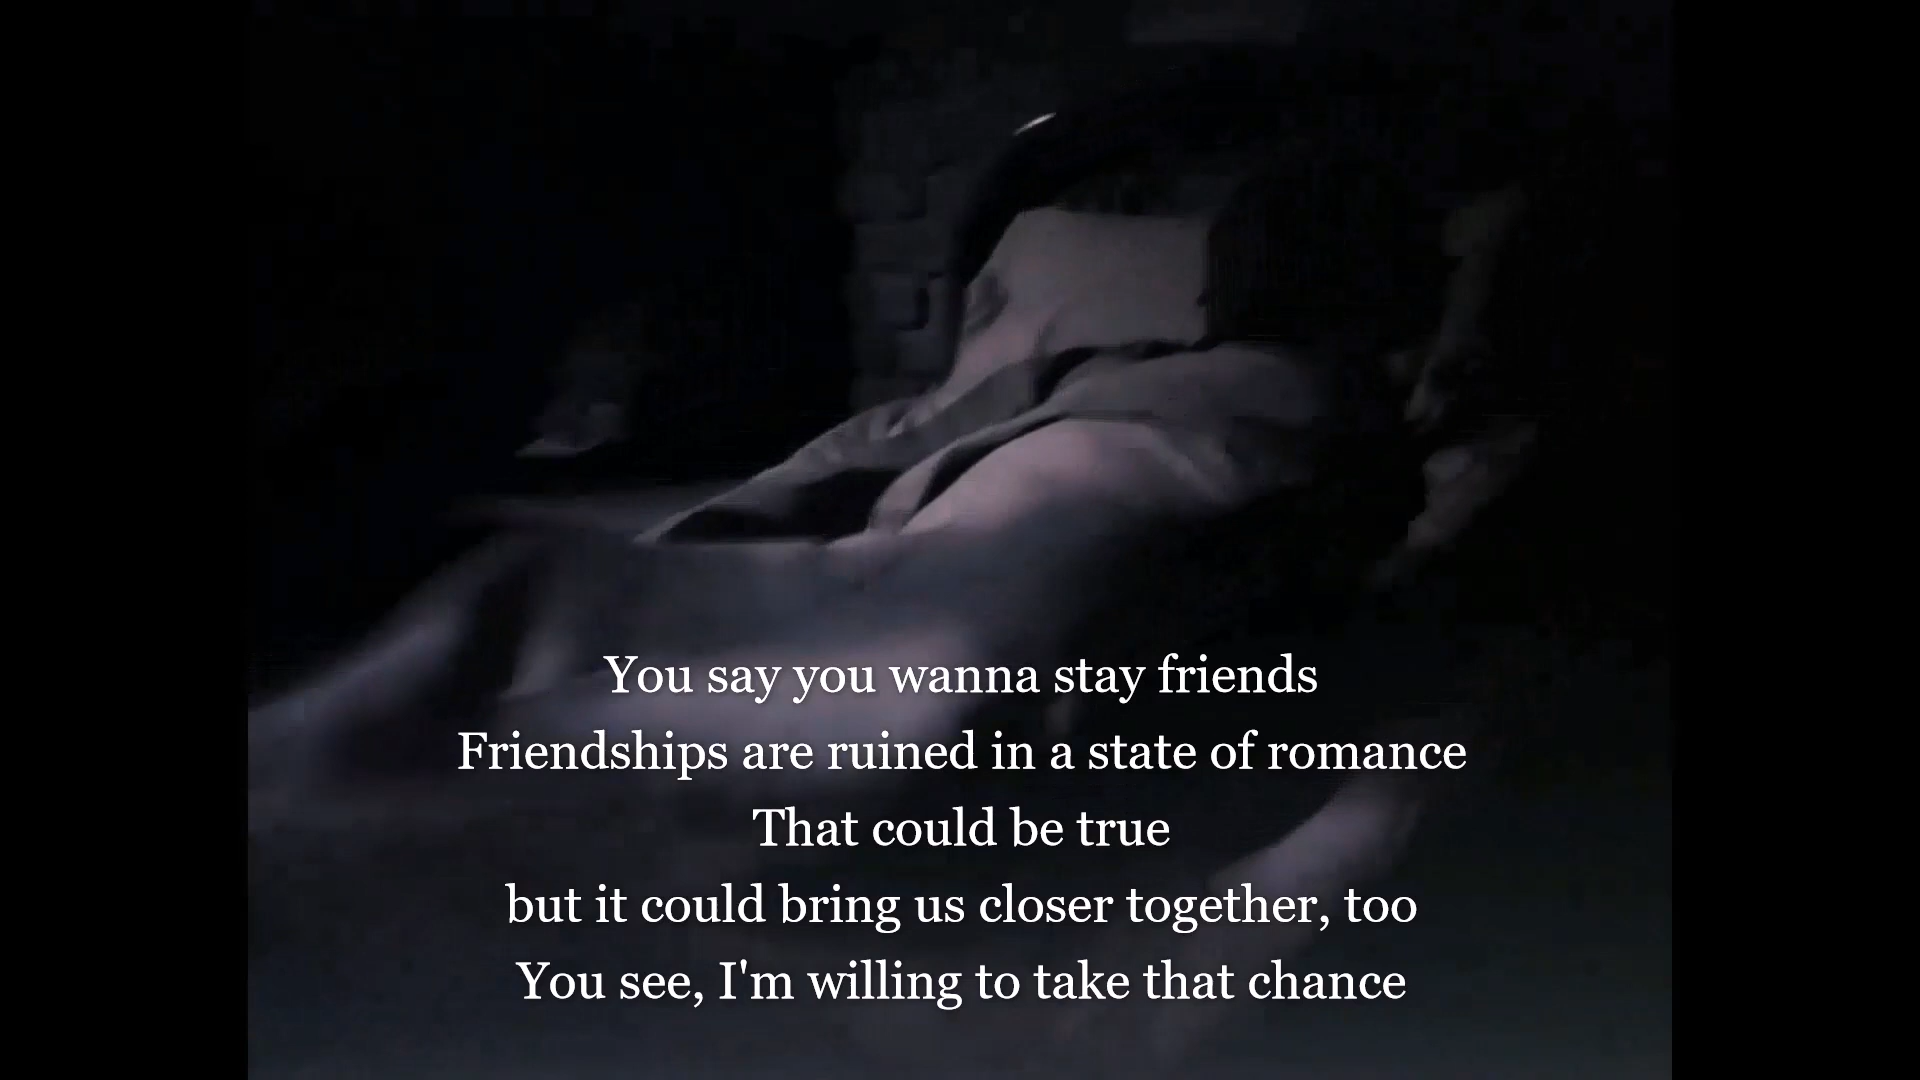 You say you wanna stay friends
Friendships are ruined in a state of romance
That could be true
but it could bring us closer together, too
You see, I'm willing to take that chance